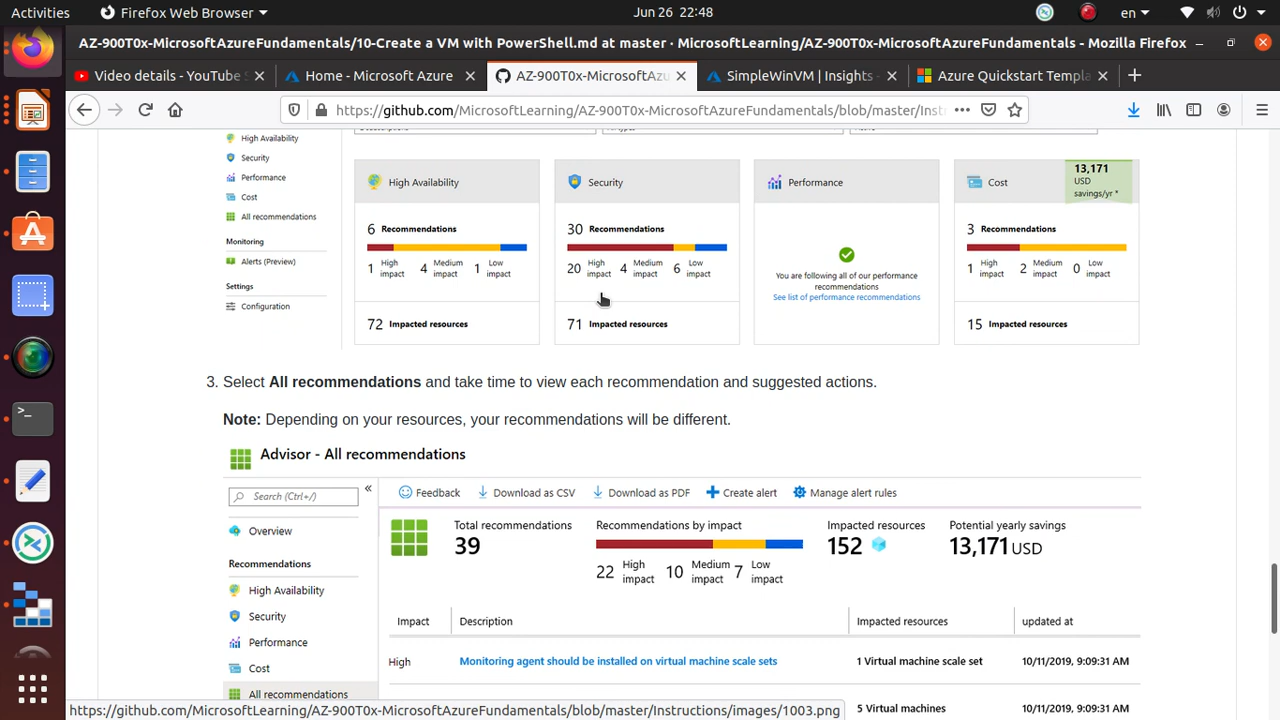 Activities
Firefox Web Browser
Jun 26 22:48
en
AZ-900T0x-MicrosoftAzureFundamentals/10-Create a VM with PowerShell.md at master · MicrosoftLearning/AZ-900T0x-MicrosoftAzureFundamentals - Mozilla Firefox
Video details - YouTube S
Home - Microsoft Azure
AZ-900T0x-MicrosoftAzu
SimpleWinVM | Insights -
Azure Quickstart Templa
https://github.com/MicrosoftLearning/AZ-900T0x-MicrosoftAzureFundamentals/blob/master/Inst
High Availability
Security
Performance
Cost
All recommendations
Monitoring
Alerts (Preview)
Settings
Configuration
High Availability
6 Recommendations
1 High impact 4 Medium impact 1 Low impact
72 Impacted resources
Security
30 Recommendations
20 High impact 4 Medium impact 6 Low impact
71 Impacted resources
Performance
You are following all of our performance
recommendations
See list of performance recommendations
Cost
13,171
USD
savings/yr *
3 Recommendations
1 High impact 2 Medium impact 0 Low impact
15 Impacted resources
3. Select All recommendations and take time to view each recommendation and suggested actions.
Note: Depending on your resources, your recommendations will be different.
Advisor - All recommendations
Search (Ctrl+/)
«
Overview
Recommendations
High Availability
Security
Performance
Cost
All recommendations
Feedback Download as CSV Download as PDF Create alert Manage alert rules
Total recommendations
39
Recommendations by impact
22 High impact 10 Medium impact 7 Low impact
Impacted resources
152
Potential yearly savings
13,171 USD
Impact Description Impacted resources updated at
High Monitoring agent should be installed on virtual machine scale sets 1 Virtual machine scale set 10/11/2019, 9:09:31 AM
5 Virtual machines 10/11/2019, 9:09:31 AM
https://github.com/MicrosoftLearning/AZ-900T0x-MicrosoftAzureFundamentals/blob/master/Instructions/images/1003.png